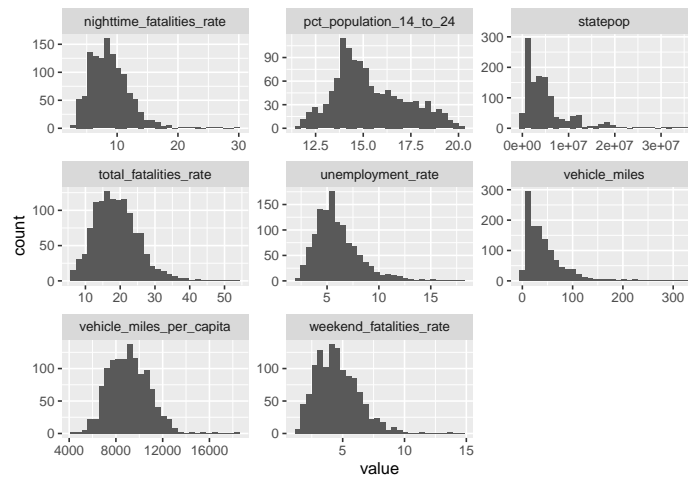 nighttime_fatalities_rate
pct_population_14_to_24
statepop
150
100
50
0
10 20 30
90
60
30
0
12.5 15.0 17.5 20.0
300
200
100
0
0e+00 1e+07 2e+07 3e+07
total_fatalities_rate
unemployment_rate
vehicle_miles
100
50
0
10 20 30 40 50
150
100
50
0
5 10 15
300
200
100
0
0 100 200 300
vehicle_miles_per_capita
weekend_fatalities_rate
100
50
0
4000 8000 12000 16000
100
50
0
5 10 15
count
value